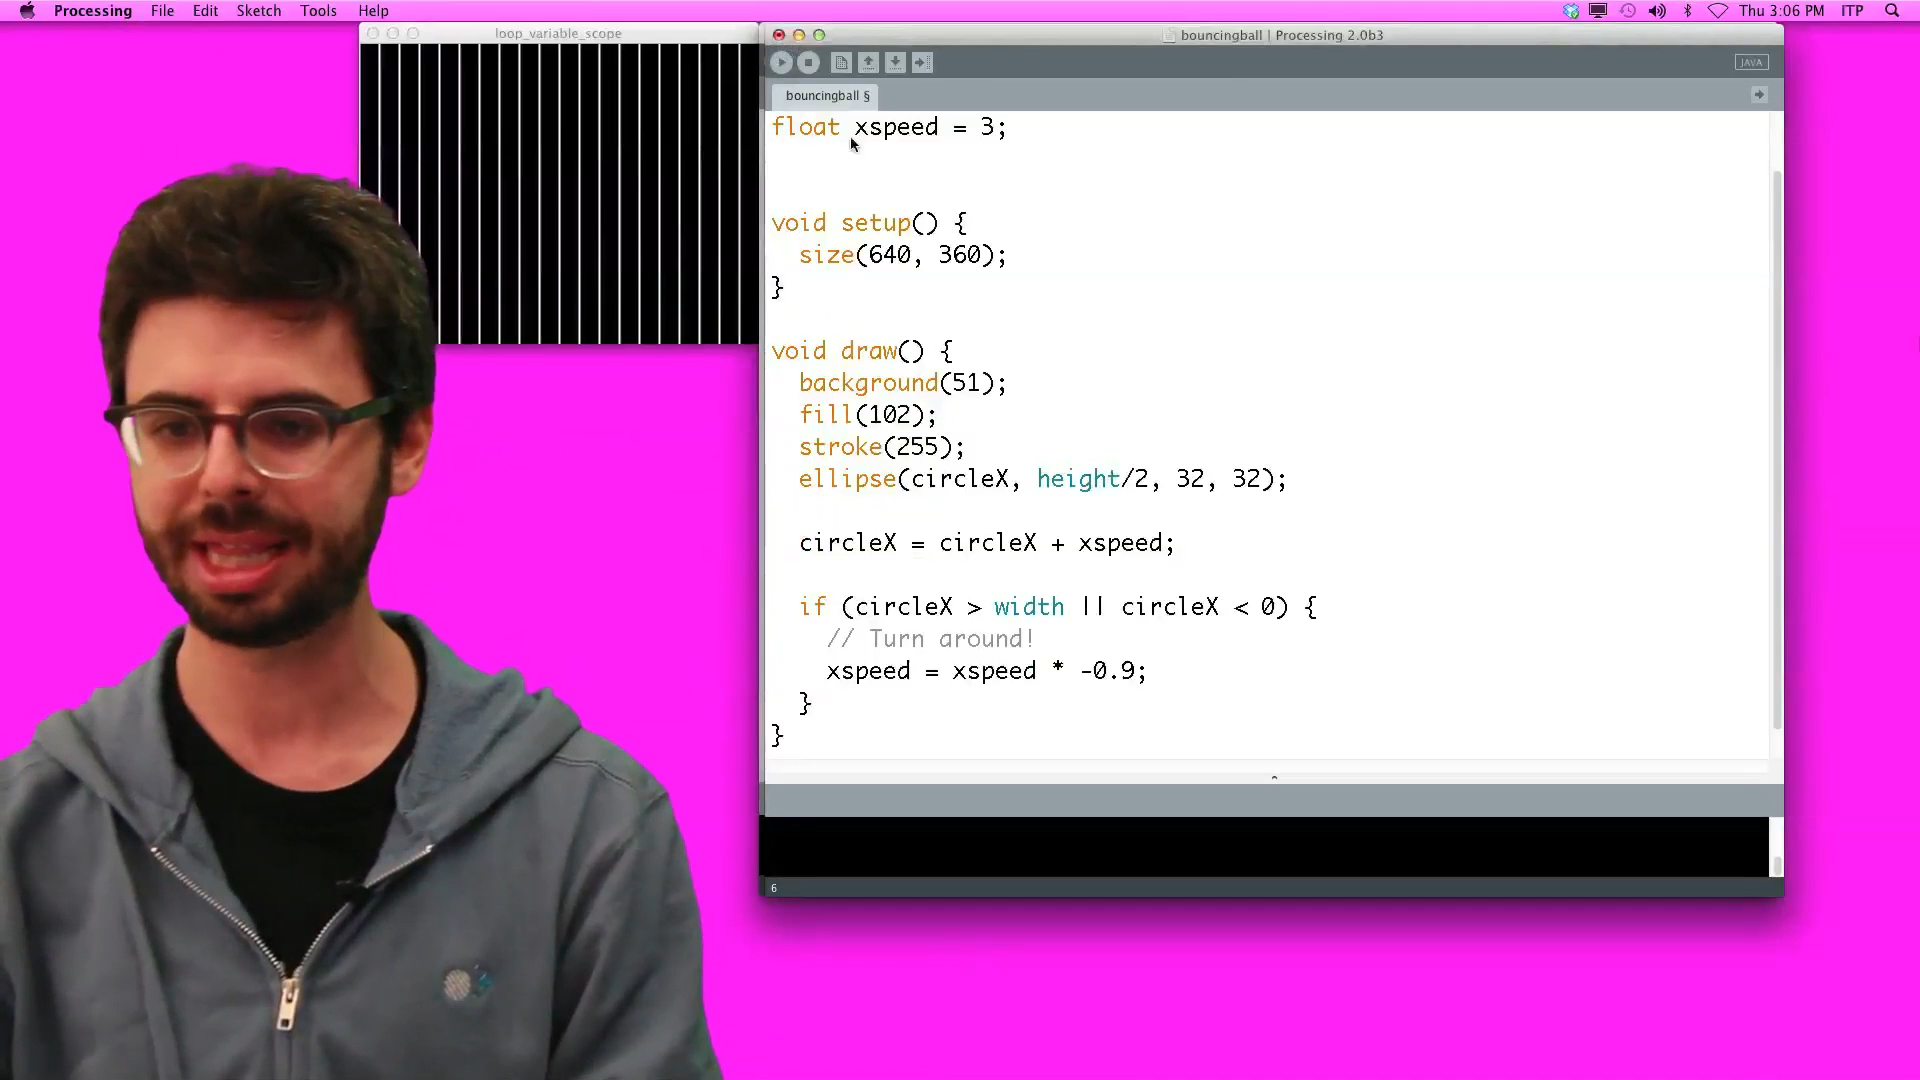 Processing File Edit Sketch Tools Help Thu 3:06 PM ITP
loop_variable_scope
bouncingball | Processing 2.0b3
JAVA
bouncingball §
float xspeed = 3;
void setup() {
size(640, 360);
}
void draw() {
background(51);
fill(102);
stroke(255);
ellipse(circleX, height/2, 32, 32);
circleX = circleX + xspeed;
if (circleX > width || circleX < 0) {
// Turn around!
xspeed = xspeed * -0.9;
}
}
6